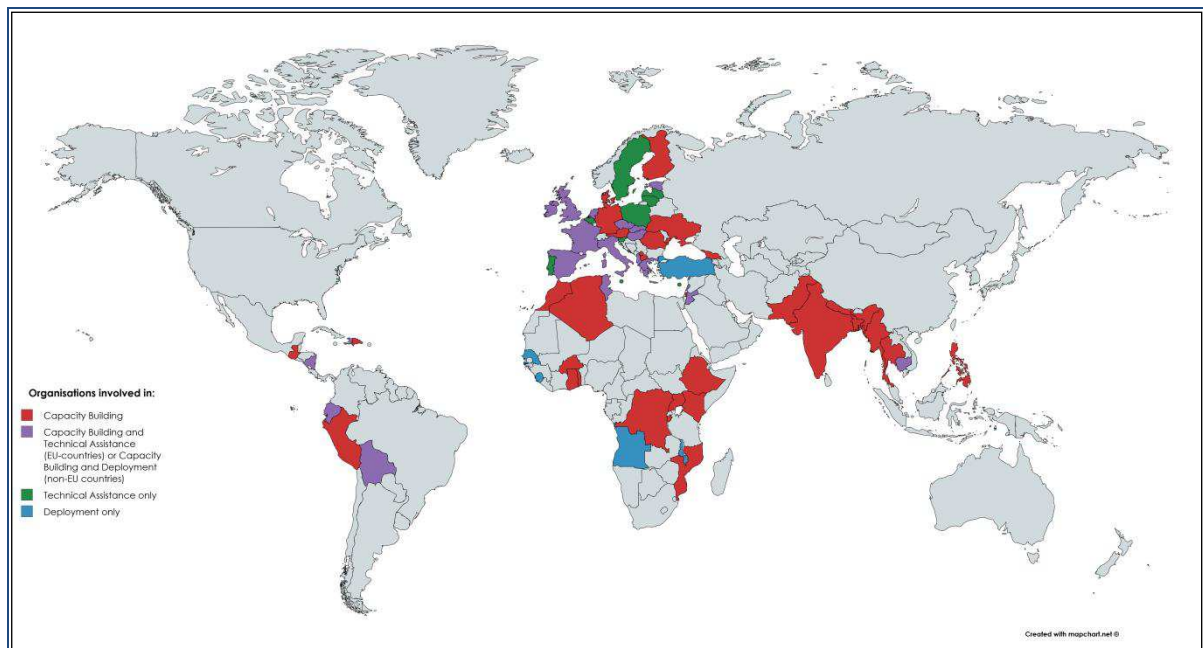 Organisations involved in:
Capacity Building
Capacity Building and
Technical Assistance
(EU-countries) or Capacity
Building and Deployment
(non-EU countries)
Technical Assistance only
Deployment only
Created with mapchart.net ©